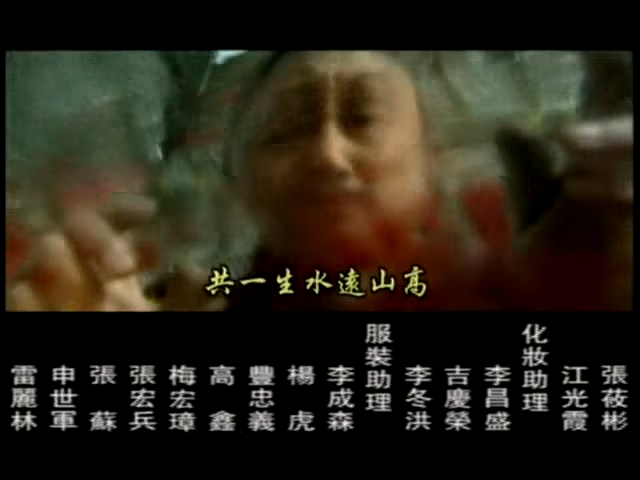 共一生水遠山高
張莜彬
江光霞
化妝助理
李昌盛
吉慶榮
李冬洪
服裝助理
李成森
楊虎
豐忠義
高鑫
梅宏璋
張宏兵
張蘇
申世軍
雷麗林